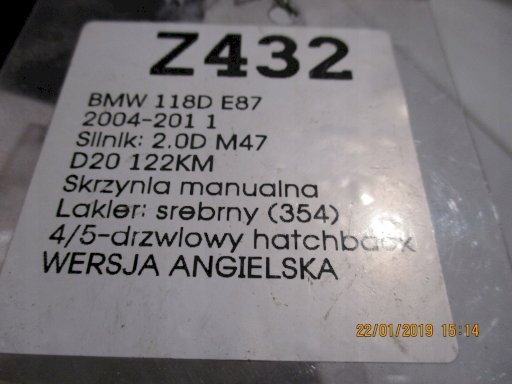 Z432
BMW 118D E87
2004-201 1
Silnik: 2.0D M47
D20 122KM
Skrzynia manualna
Lakier: srebrny (354)
4/5-drzwiowy hatchback
WERSJA ANGIELSKA
22/01/2019 15:14